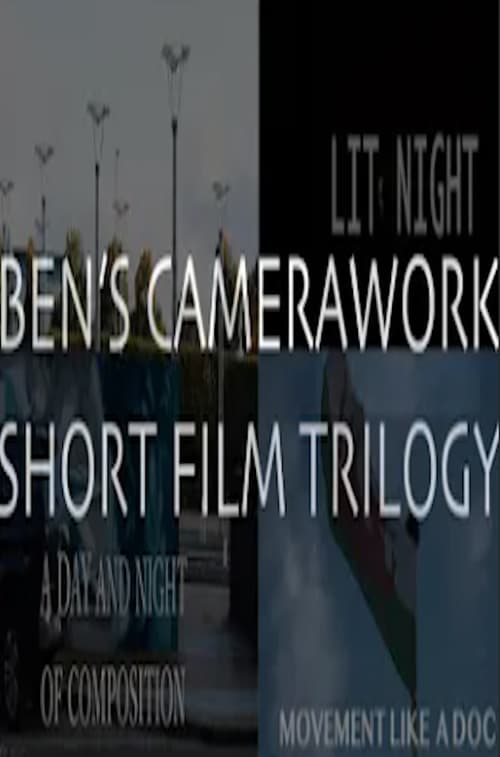 LIT NIGHT
BEN'S CAMERAWORK
SHORT FILM TRILOGY
A DAY AND NIGHT
OF COMPOSITION
MOVEMENT LIKE A DOC